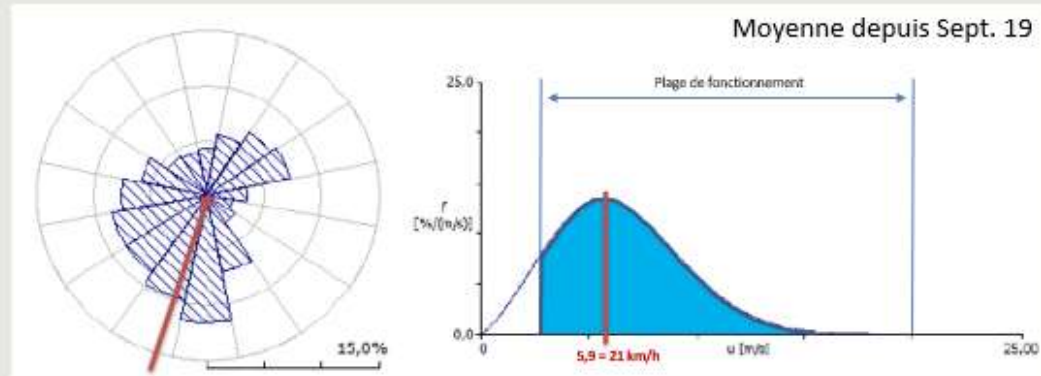 Moyenne depuis Sept. 19
15,0%
25.0
Plage de fonctionnement
f
[%/(m/s)]
0,0
0
u [m/s]
25.00
5,9 = 21 km/h